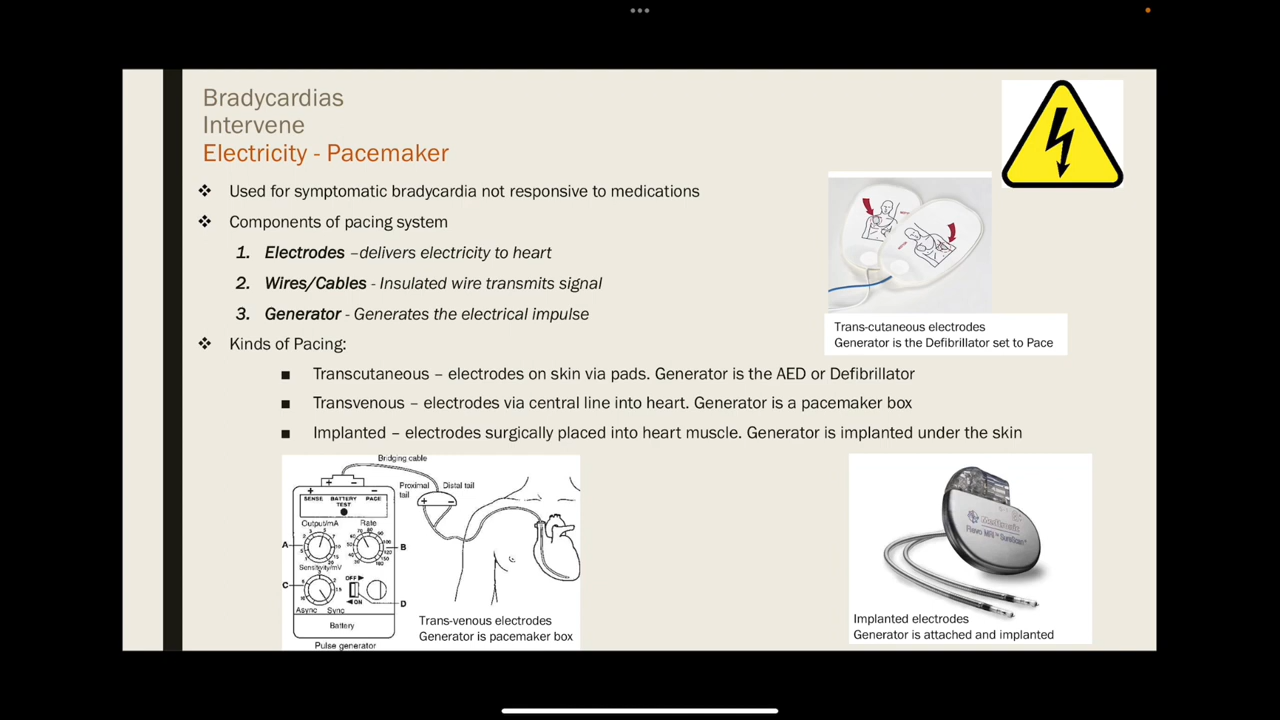 Bradycardias
Intervene
Electricity - Pacemaker
❖ Used for symptomatic bradycardia not responsive to medications
❖ Components of pacing system
1. Electrodes –delivers electricity to heart
2. Wires/Cables - Insulated wire transmits signal
3. Generator - Generates the electrical impulse
❖ Kinds of Pacing:
Trans-cutaneous electrodes
Generator is the Defibrillator set to Pace
■ Transcutaneous – electrodes on skin via pads. Generator is the AED or Defibrillator
■ Transvenous – electrodes via central line into heart. Generator is a pacemaker box
■ Implanted – electrodes surgically placed into heart muscle. Generator is implanted under the skin
Bridging cable
Proximal tail
Distal tail
+ −
+ −
SENSE BATTERY TEST PACE
Output/mA
Rate
A
B
Sensitivity/mV
C
OFF
ON
D
Async Sync
Battery
Pulse generator
Trans-venous electrodes
Generator is pacemaker box
Medtronic
SureScan
Implanted electrodes
Generator is attached and implanted